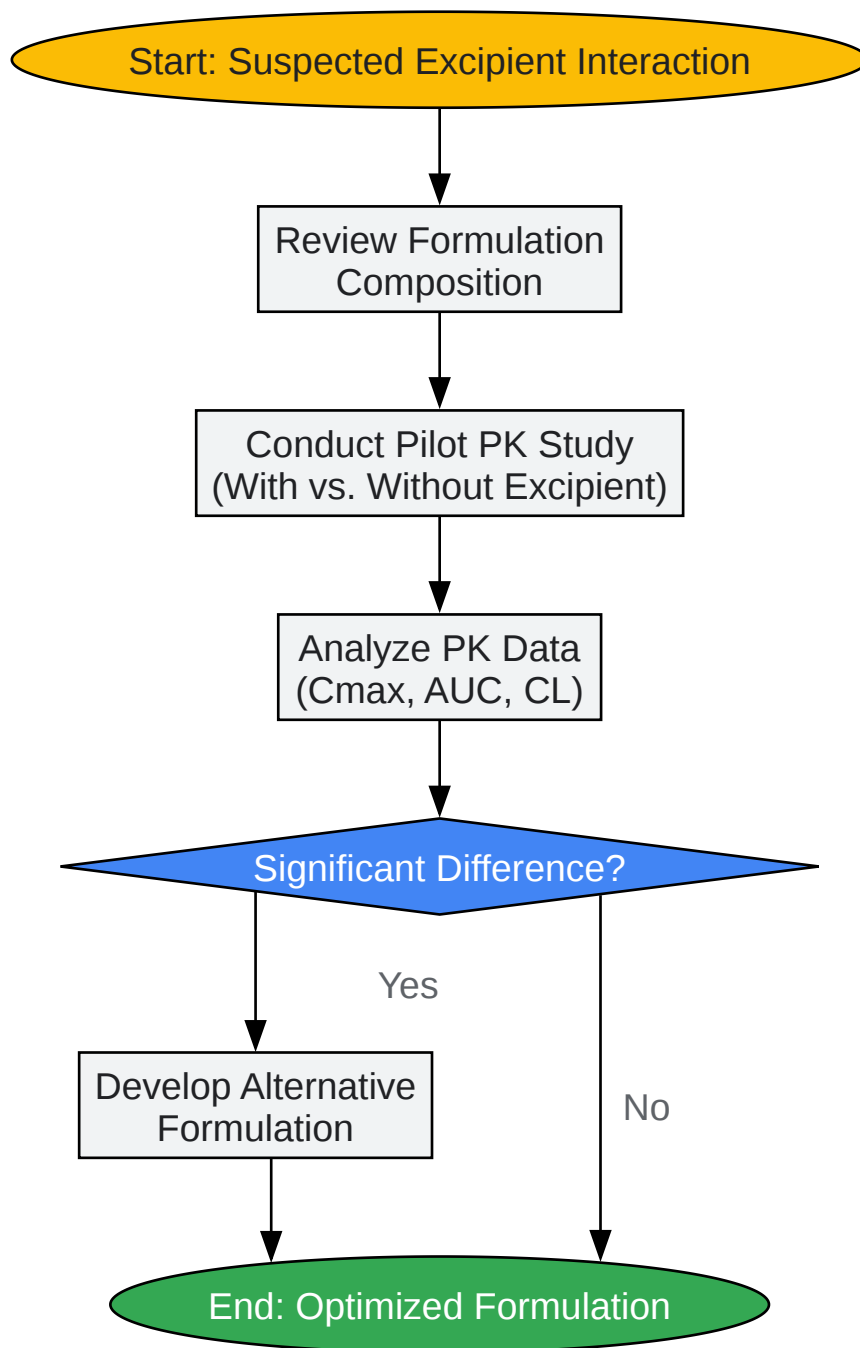 Start: Suspected Excipient Interaction
Review Formulation
Composition
Conduct Pilot PK Study
(With vs. Without Excipient)
Analyze PK Data
(Cmax, AUC, CL)
Significant Difference?
Yes
Develop Alternative
Formulation
No
End: Optimized Formulation